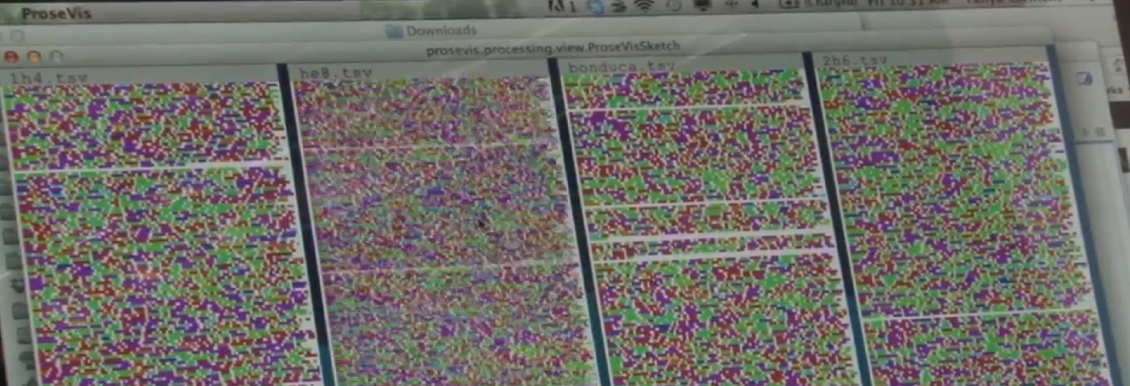 ProseVis
Downloads
prosevis.processing.view.ProseVisSketch
1h4.tsv
he8.tsv
bonduca.tsv
2h6.tsv